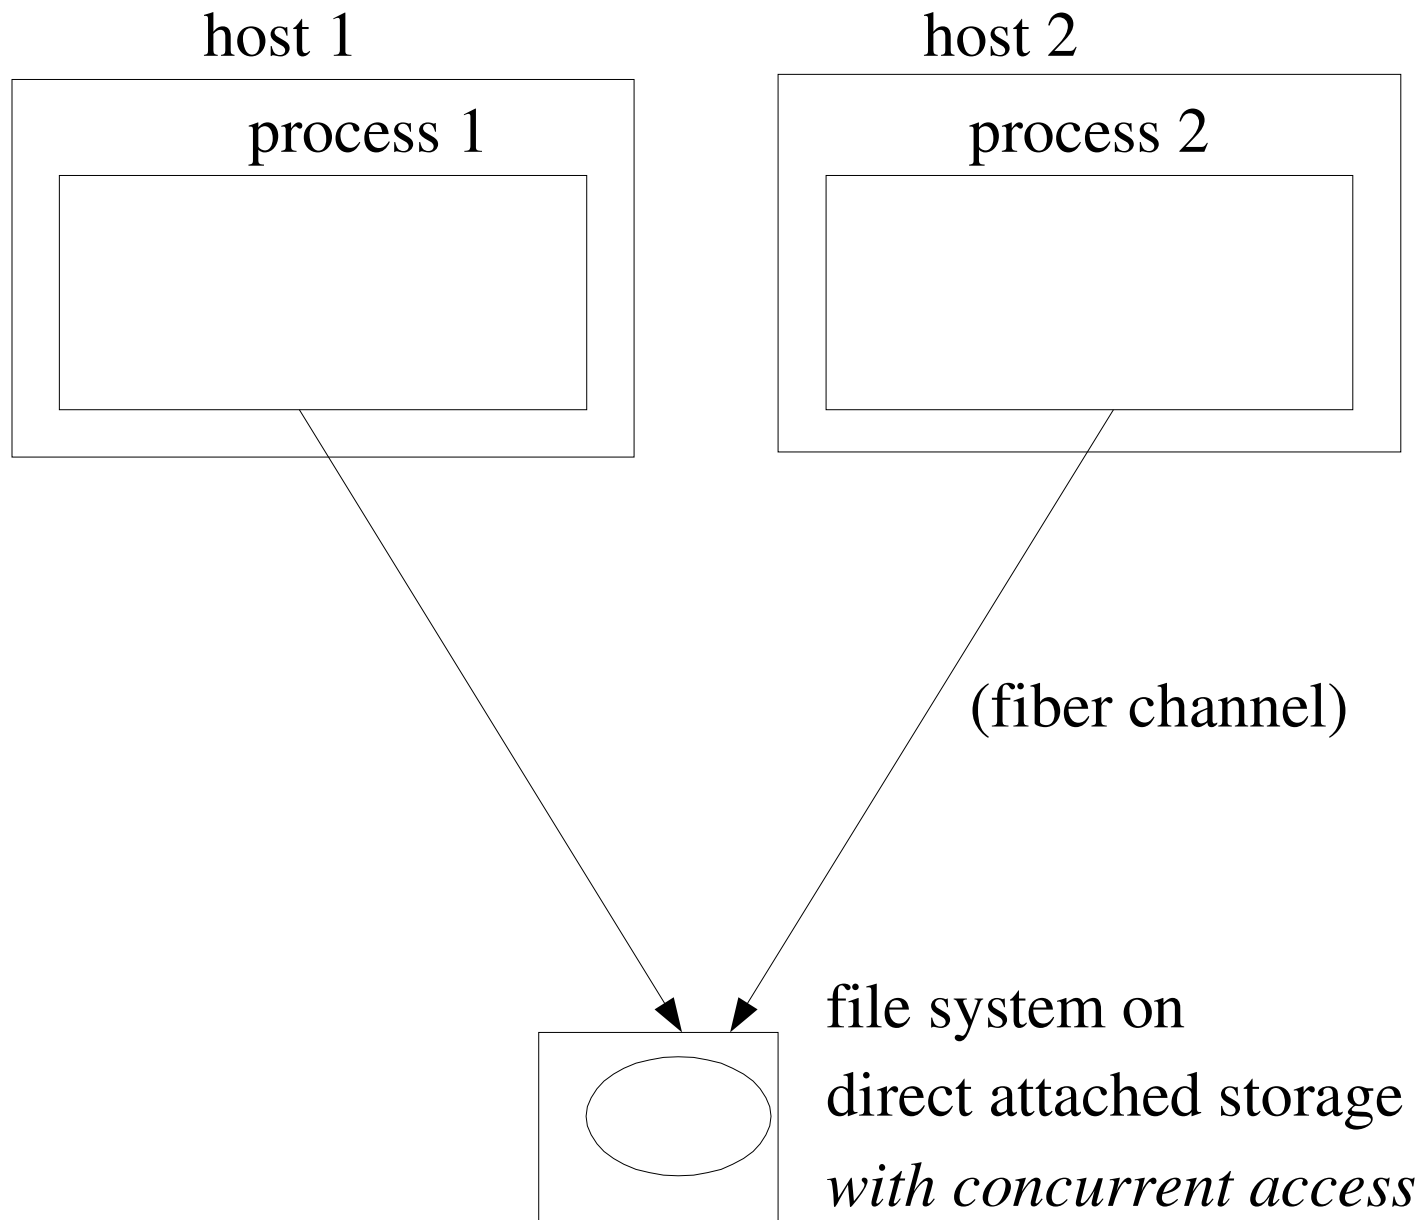 host 1
host 2
process 1
process 2
(fiber channel)
file system on
direct attached storage
with concurrent access